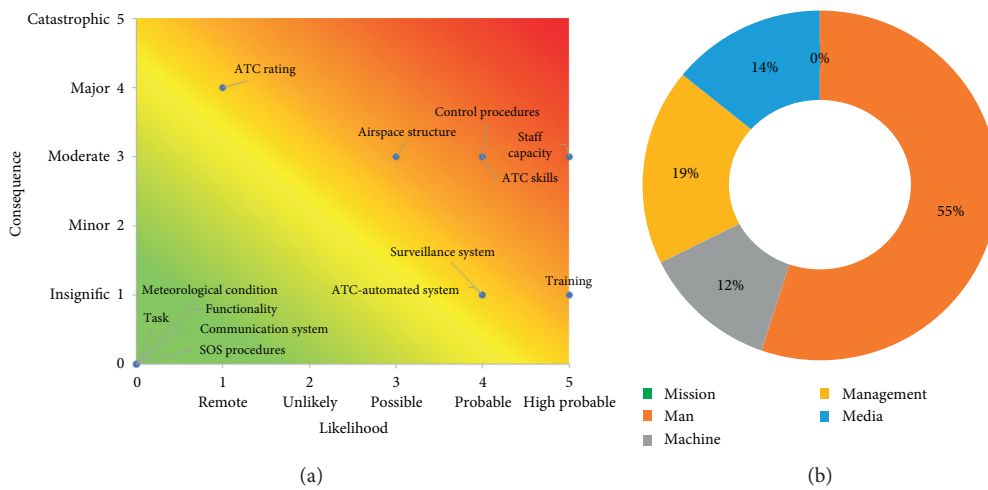 Catastrophic 5
Major 4
Moderate 3
Minor 2
Insignific 1
0
Consequence
ATC rating
Control procedures
Airspace structure
Staff
capacity
ATC skills
Surveillance system
ATC-automated system
Training
Meteorological condition
Functionality
Task
Communication system
SOS procedures
0 1 2 3 4 5
Remote Unlikely Possible Probable High probable
Likelihood
(a)
0%
14%
19%
55%
12%
Mission
Man
Machine
Management
Media
(b)